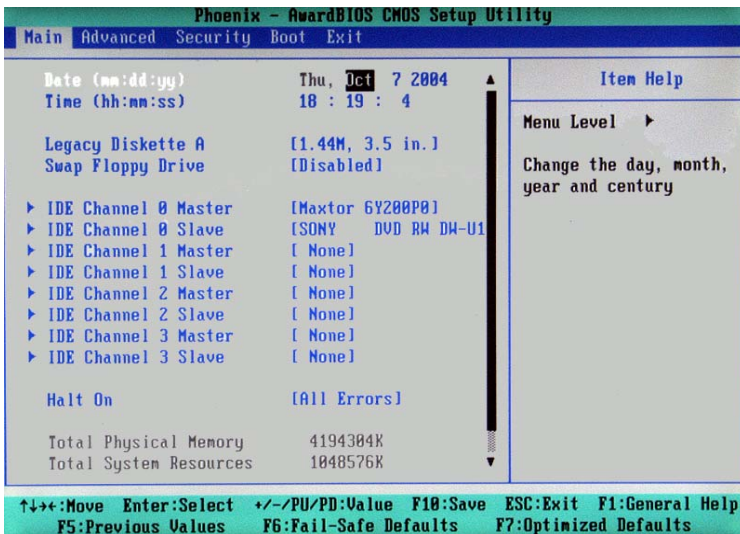 Phoenix - AwardBIOS CMOS Setup Utility
Main Advanced Security Boot Exit
Date (mm:dd:yy) Thu, Oct 7 2004
Time (hh:mm:ss) 18 : 19 : 4
Legacy Diskette A [1.44M, 3.5 in.]
Swap Floppy Drive [Disabled]
IDE Channel 0 Master [Maxtor 6Y200P0]
IDE Channel 0 Slave [SONY DVD RW DW-U1
IDE Channel 1 Master [ None]
IDE Channel 1 Slave [ None]
IDE Channel 2 Master [ None]
IDE Channel 2 Slave [ None]
IDE Channel 3 Master [ None]
IDE Channel 3 Slave [ None]
Halt On [All Errors]
Total Physical Memory 4194304K
Total System Resources 1048576K
Item Help
Menu Level
Change the day, month,
year and century
↑↓→←:Move Enter:Select +/-/PU/PD:Value F10:Save ESC:Exit F1:General Help
F5:Previous Values F6:Fail-Safe Defaults F7:Optimized Defaults